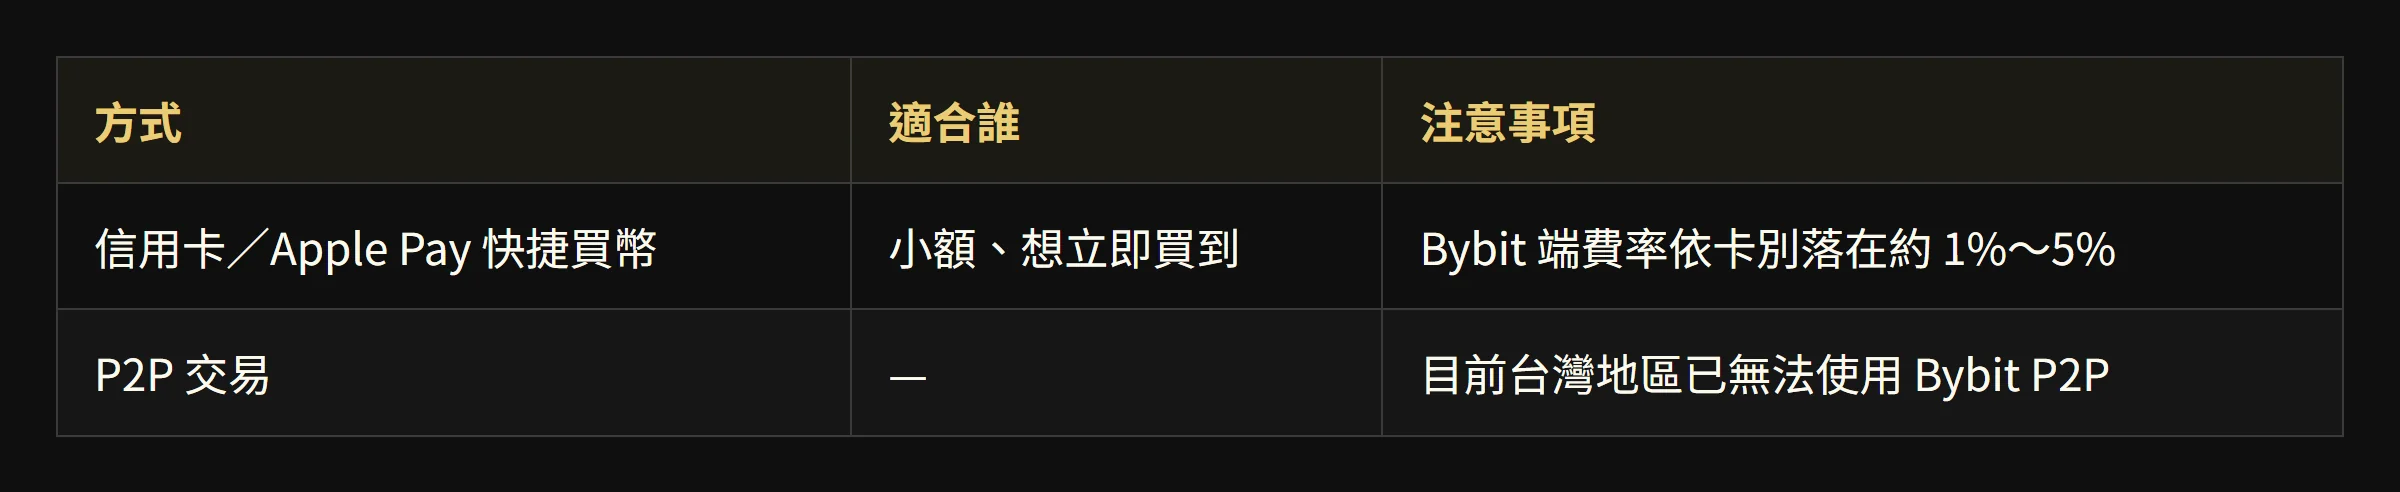 方式 適合誰 注意事項
信用卡／Apple Pay 快捷買幣 小額、想立即買到 Bybit 端費率依卡別落在約 1%～5%
P2P 交易 — 目前台灣地區已無法使用 Bybit P2P